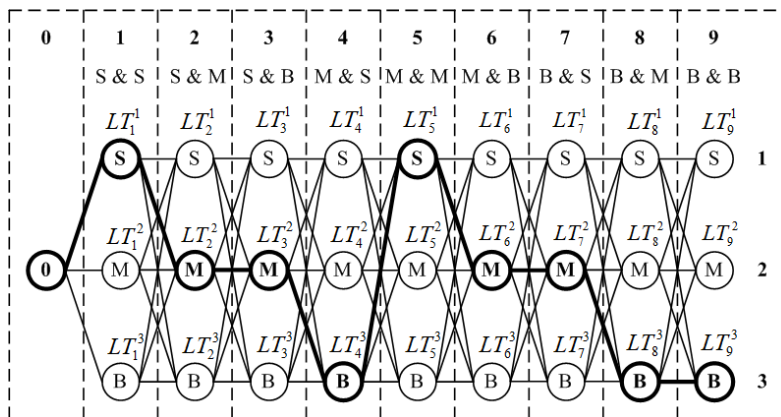 0 1 2 3 4 5 6 7 8 9
S & S S & M S & B M & S M & M M & B B & S B & M B & B
LT_1^1 LT_2^1 LT_3^1 LT_4^1 LT_5^1 LT_6^1 LT_7^1 LT_8^1 LT_9^1
S S S S S S S S S 1
LT_1^2 LT_2^2 LT_3^2 LT_4^2 LT_5^2 LT_6^2 LT_7^2 LT_8^2 LT_9^2
0 M M M M M M M M M 2
LT_1^3 LT_2^3 LT_3^3 LT_4^3 LT_5^3 LT_6^3 LT_7^3 LT_8^3 LT_9^3
B B B B B B B B B 3